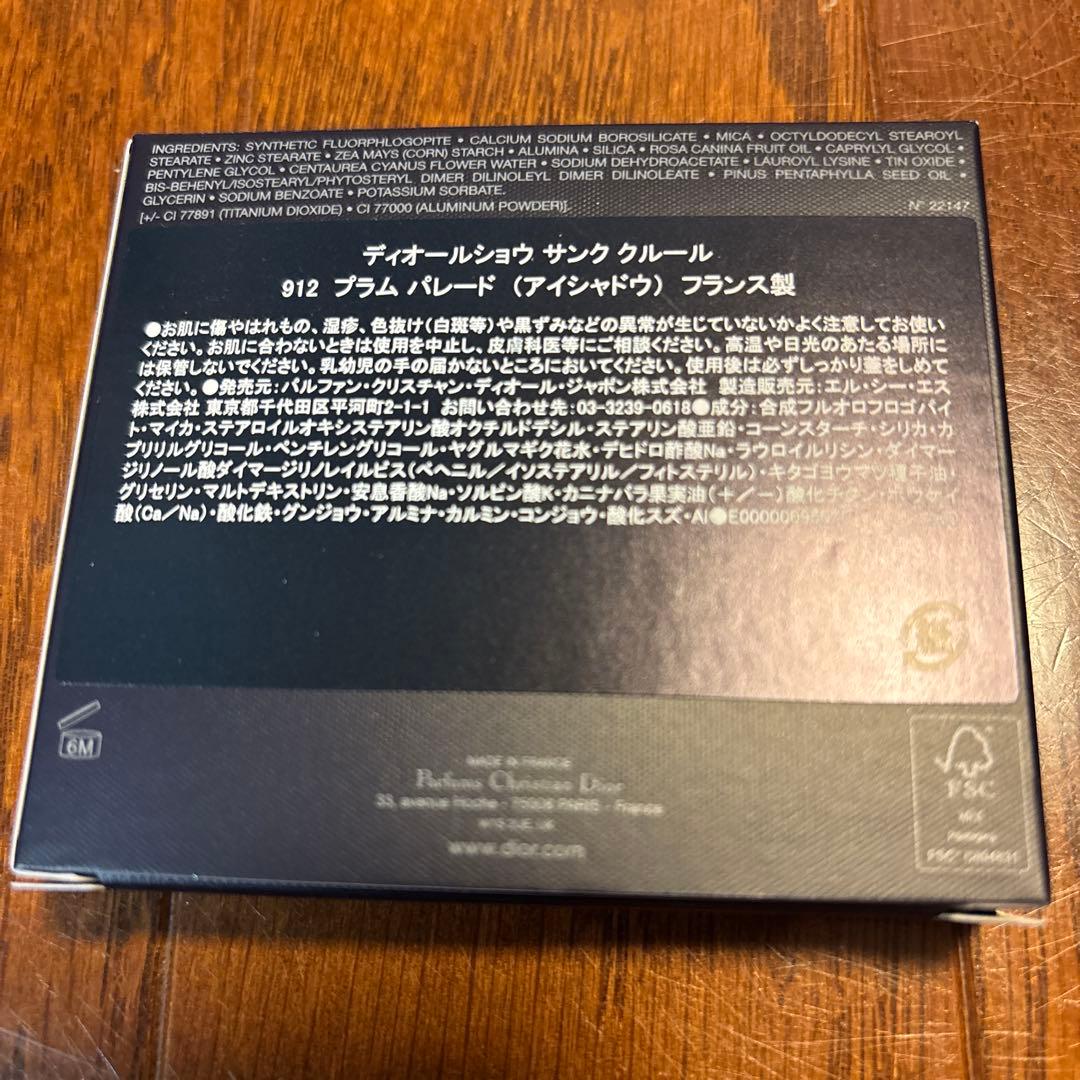 INGREDIENTS: SYNTHETIC FLUORPHLOGOPITE • CALCIUM SODIUM BOROSILICATE • MICA • OCTYLDODECYL STEAROYL
STEARATE • ZINC STEARATE • ZEA MAYS (CORN) STARCH • ALUMINA • SILICA • ROSA CANINA FRUIT OIL • CAPRYLYL GLYCOL •
PENTYLENE GLYCOL • CENTAUREA CYANUS FLOWER WATER • SODIUM DEHYDROACETATE • LAUROYL LYSINE • TIN OXIDE •
BIS-BEHENYL/ISOSTEARYL/PHYTOSTERYL DIMER DILINOLEYL DIMER DILINOLEATE • PINUS PENTAPHYLLA SEED OIL •
GLYCERIN • SODIUM BENZOATE • POTASSIUM SORBATE.
[+/- CI 77891 (TITANIUM DIOXIDE) • CI 77000 (ALUMINUM POWDER)]. N° 22147
ディオールショウ サンク クルール
912 プラム パレード (アイシャドウ) フランス製
●お肌に傷やはれもの、湿疹、色抜け(白斑等)や黒ずみなどの異常が生じていないかよく注意してお使い
ください。お肌に合わないときは使用を中止し、皮膚科医等にご相談ください。高温や日光のあたる場所に
は保管しないでください。乳幼児の手の届かないところにおいてください。使用後は必ずしっかり蓋をしめて
ください。●発売元:パルファン・クリスチャン・ディオール・ジャポン株式会社 製造販売元:エル・シー・エス
株式会社 東京都千代田区平河町2-1-1 お問い合わせ先:03-3239-0618●成分:合成フルオロフロゴパイ
ト・マイカ・ステアロイルオキシステアリン酸オクチルドデシル・ステアリン酸亜鉛・コーンスターチ・シリカ・カ
プリリルグリコール・ペンチレングリコール・ヤグルマギク花水・デヒドロ酢酸Na・ラウロイルリシン・ダイマー
ジリノール酸ダイマージリノレイルビス(ベヘニル/イソステアリル/フィトステリル)・キタゴヨウマツ種子油・
グリセリン・マルトデキストリン・安息香酸Na・ソルビン酸K・カニナバラ果実油(+/-)酸化チタン・ホウケイ
酸(Ca/Na)・酸化鉄・グンジョウ・アルミナ・カルミン・コンジョウ・酸化スズ・Al●
6M
MADE IN FRANCE
Parfums Christian Dior
33, avenue Hoche - 75008 PARIS - France
www.dior.com
FSC
MIX